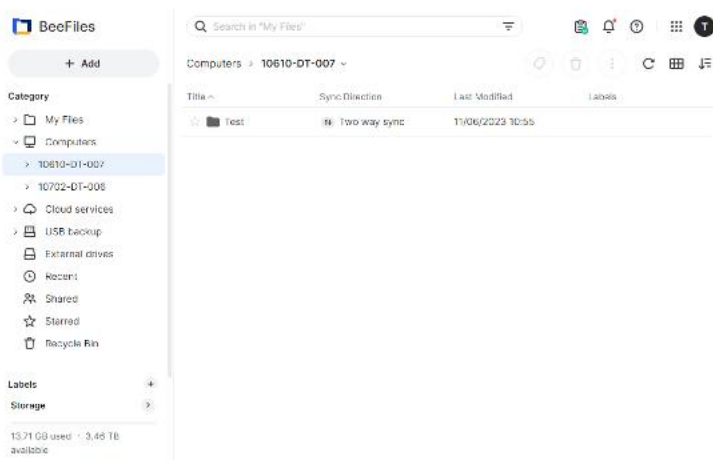 BeeFiles
Search in "My Files"
T
+ Add
Computers > 10610-DT-007
Category
Title
Sync Direction
Last Modified
Labels
My Files
Test
Two way sync
11/06/2023 10:55
Computers
10610-DT-007
10702-DT-006
Cloud services
USB backup
External drives
Recent
Shared
Starred
Recycle Bin
Labels +
Storage >
13.71 GB used · 3.46 TB
available